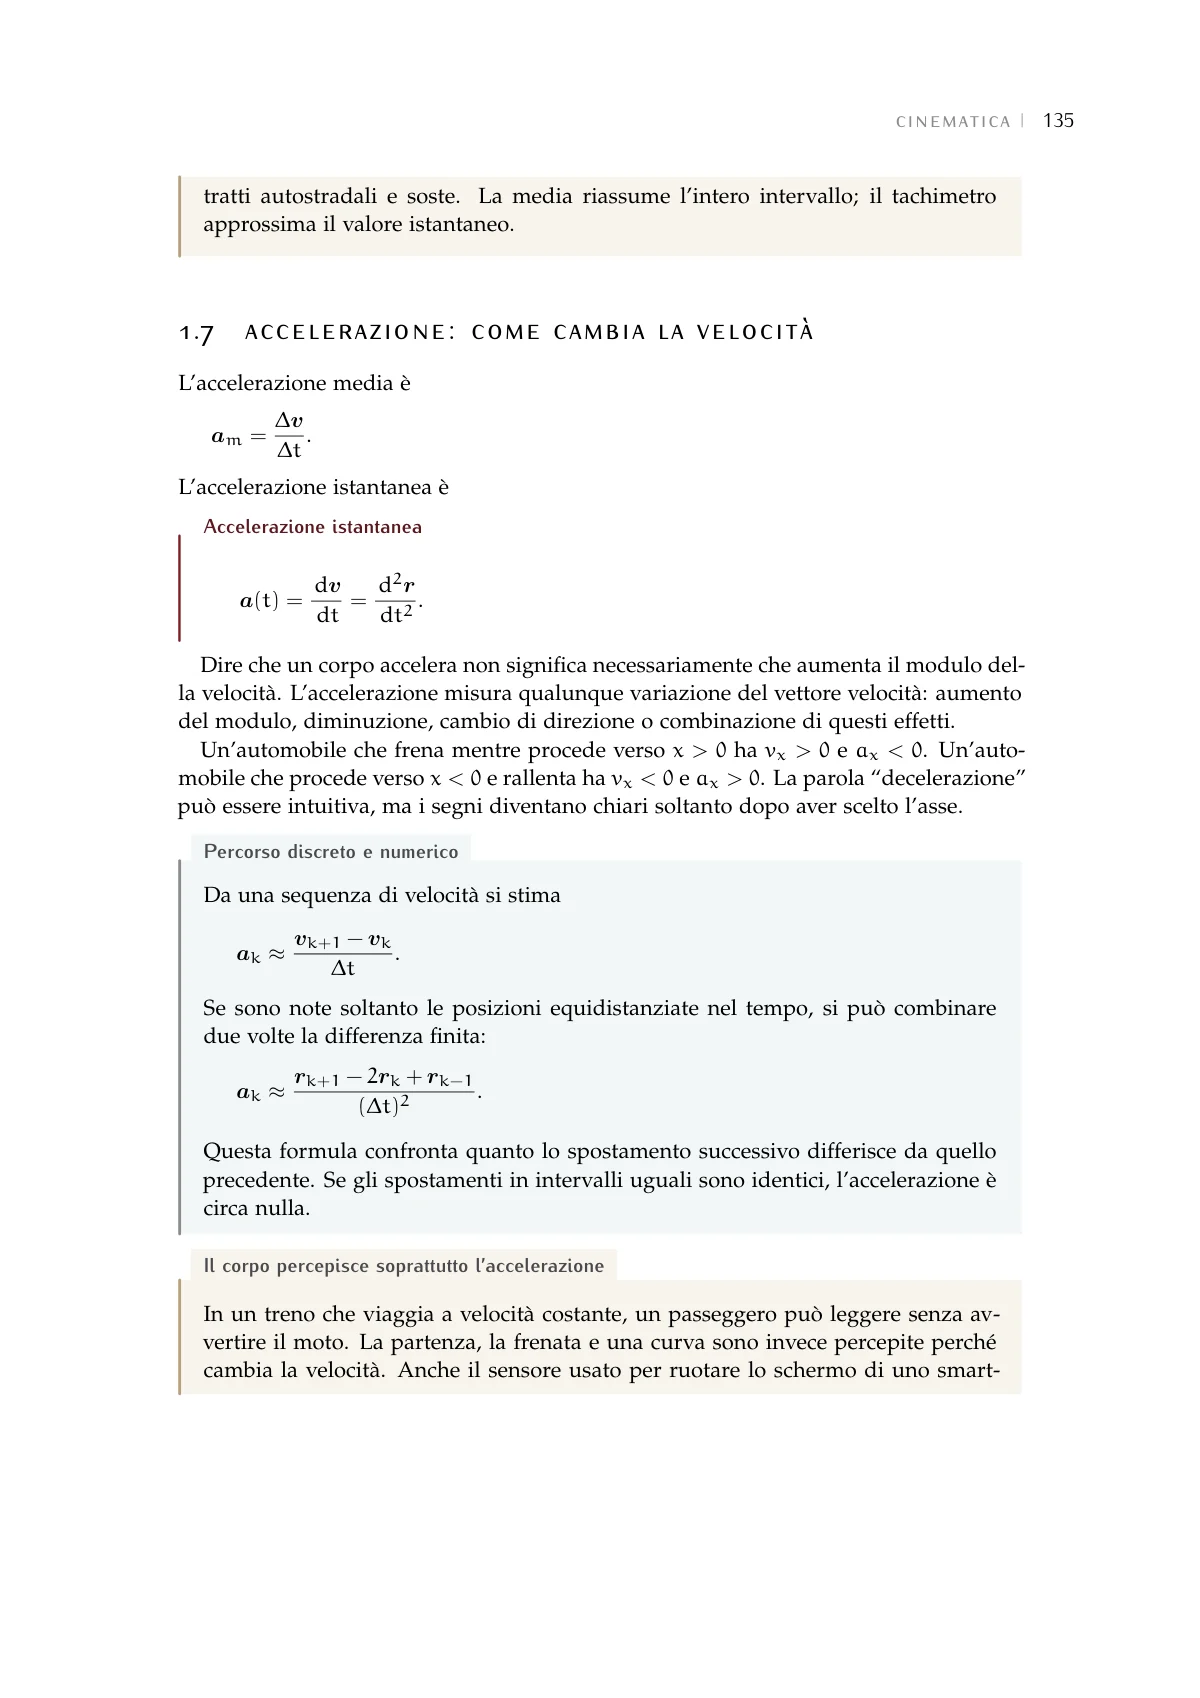 CINEMATICA | 135
tratti autostradali e soste. La media riassume l’intero intervallo; il tachimetro
approssima il valore istantaneo.
1.7 ACCELERAZIONE: COME CAMBIA LA VELOCITÀ
L’accelerazione media è
a_m = Δv/Δt.
L’accelerazione istantanea è
Accelerazione istantanea
a(t) = dv/dt = d²r/dt².
Dire che un corpo accelera non significa necessariamente che aumenta il modulo del-
la velocità. L’accelerazione misura qualunque variazione del vettore velocità: aumento
del modulo, diminuzione, cambio di direzione o combinazione di questi effetti.
Un’automobile che frena mentre procede verso x > 0 ha v_x > 0 e a_x < 0. Un’auto-
mobile che procede verso x < 0 e rallenta ha v_x < 0 e a_x > 0. La parola “decelerazione”
può essere intuitiva, ma i segni diventano chiari soltanto dopo aver scelto l’asse.
Percorso discreto e numerico
Da una sequenza di velocità si stima
a_k ≈ (v_{k+1} − v_k)/Δt.
Se sono note soltanto le posizioni equidistanziate nel tempo, si può combinare
due volte la differenza finita:
a_k ≈ (r_{k+1} − 2r_k + r_{k−1})/(Δt)².
Questa formula confronta quanto lo spostamento successivo differisce da quello
precedente. Se gli spostamenti in intervalli uguali sono identici, l’accelerazione è
circa nulla.
Il corpo percepisce soprattutto l’accelerazione
In un treno che viaggia a velocità costante, un passeggero può leggere senza av-
vertire il moto. La partenza, la frenata e una curva sono invece percepite perché
cambia la velocità. Anche il sensore usato per ruotare lo schermo di uno smart-